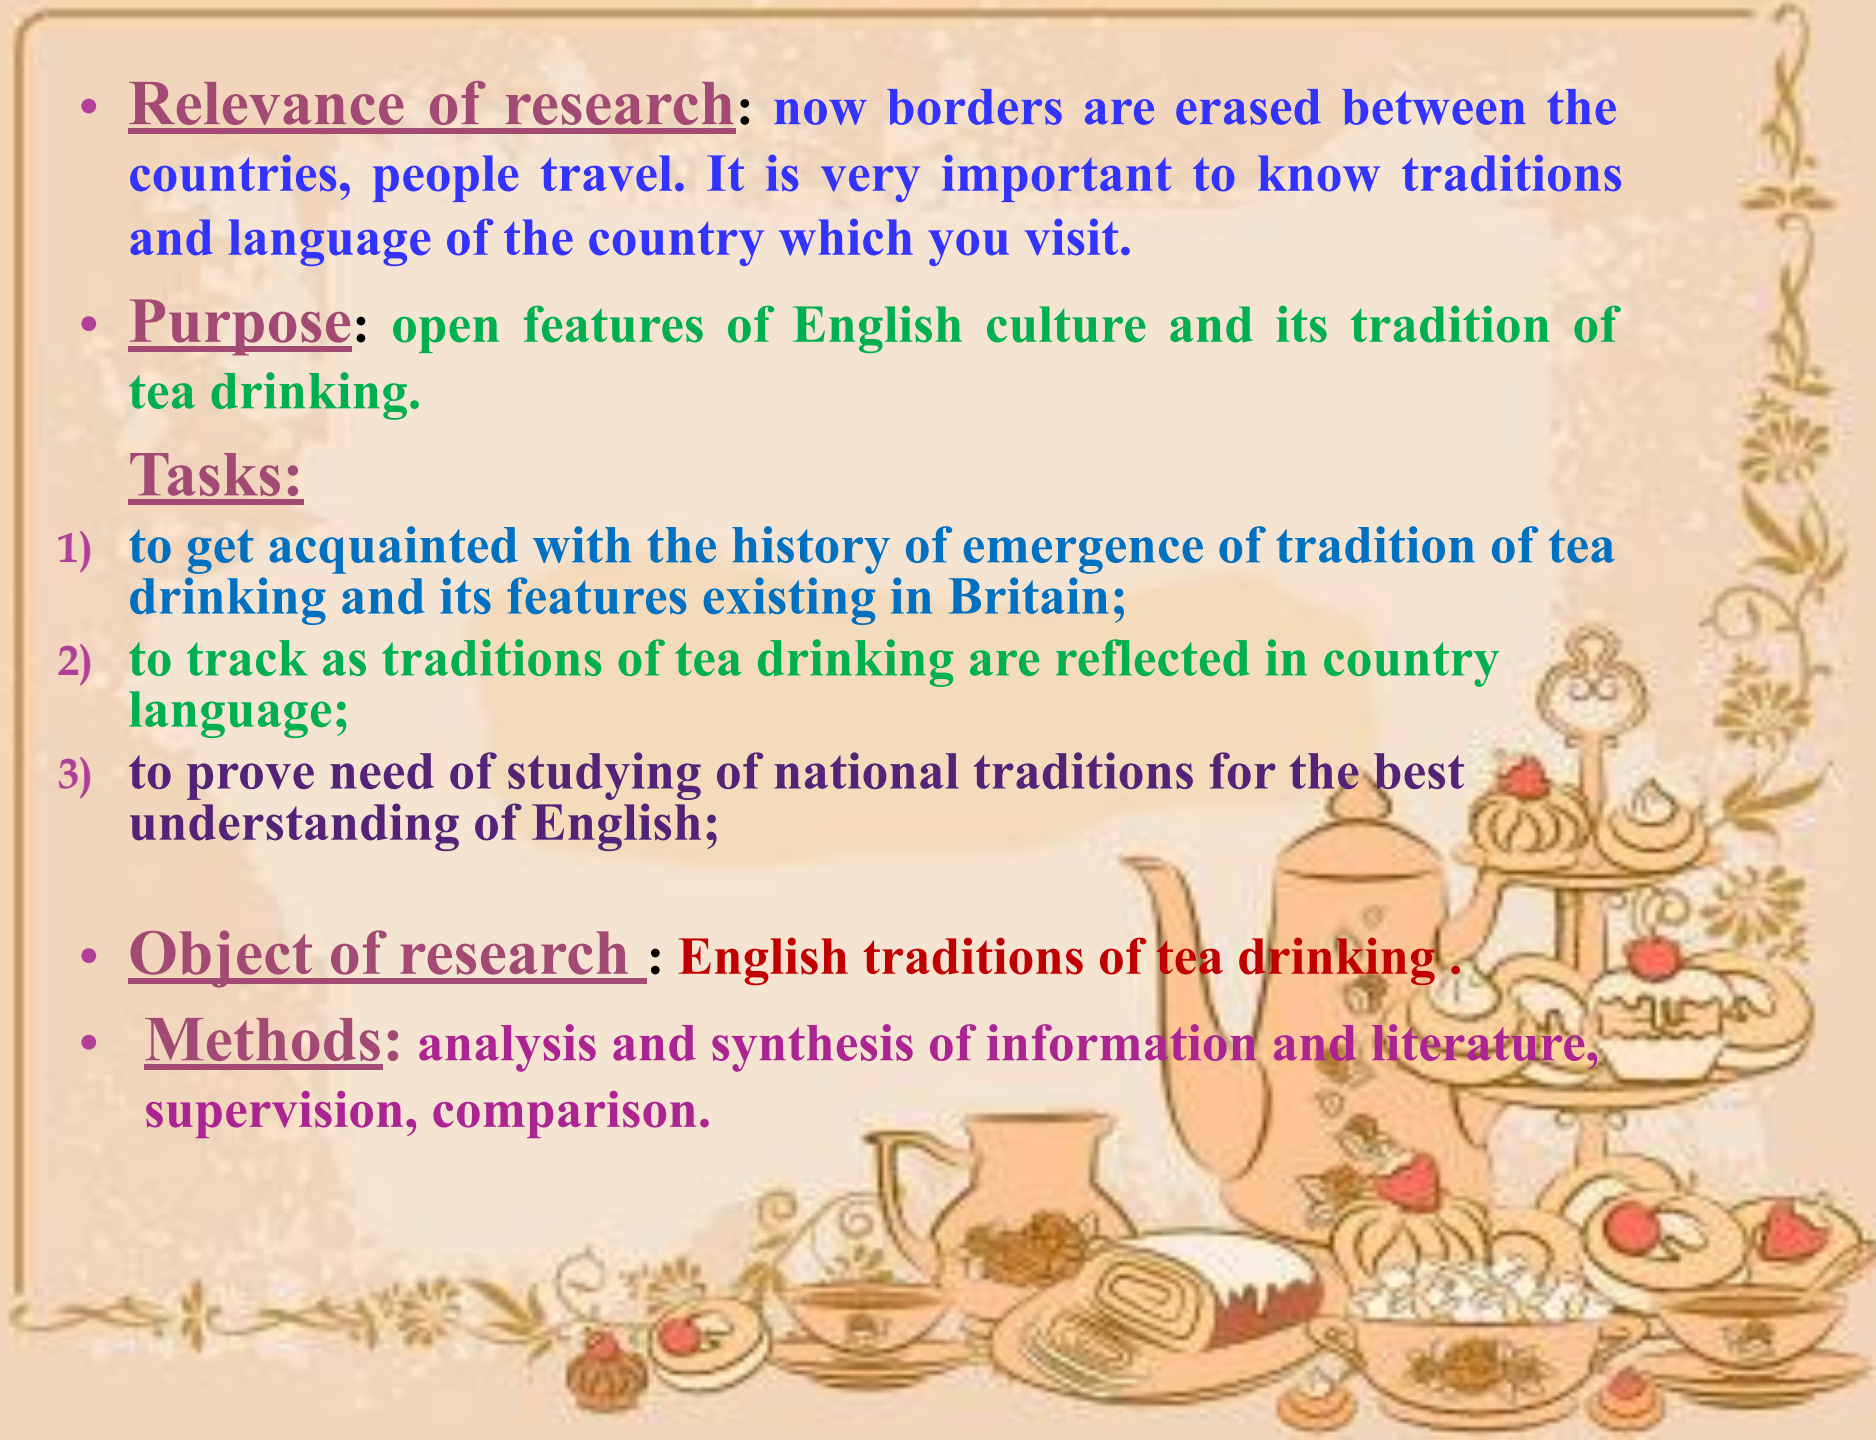 • Relevance of research: now borders are erased between the
countries, people travel. It is very important to know traditions
and language of the country which you visit.
• Purpose: open features of English culture and its tradition of
tea drinking.
Tasks:
1) to get acquainted with the history of emergence of tradition of tea
drinking and its features existing in Britain;
2) to track as traditions of tea drinking are reflected in country
language;
3) to prove need of studying of national traditions for the best
understanding of English;
• Object of research : English traditions of tea drinking .
• Methods: analysis and synthesis of information and literature,
supervision, comparison.